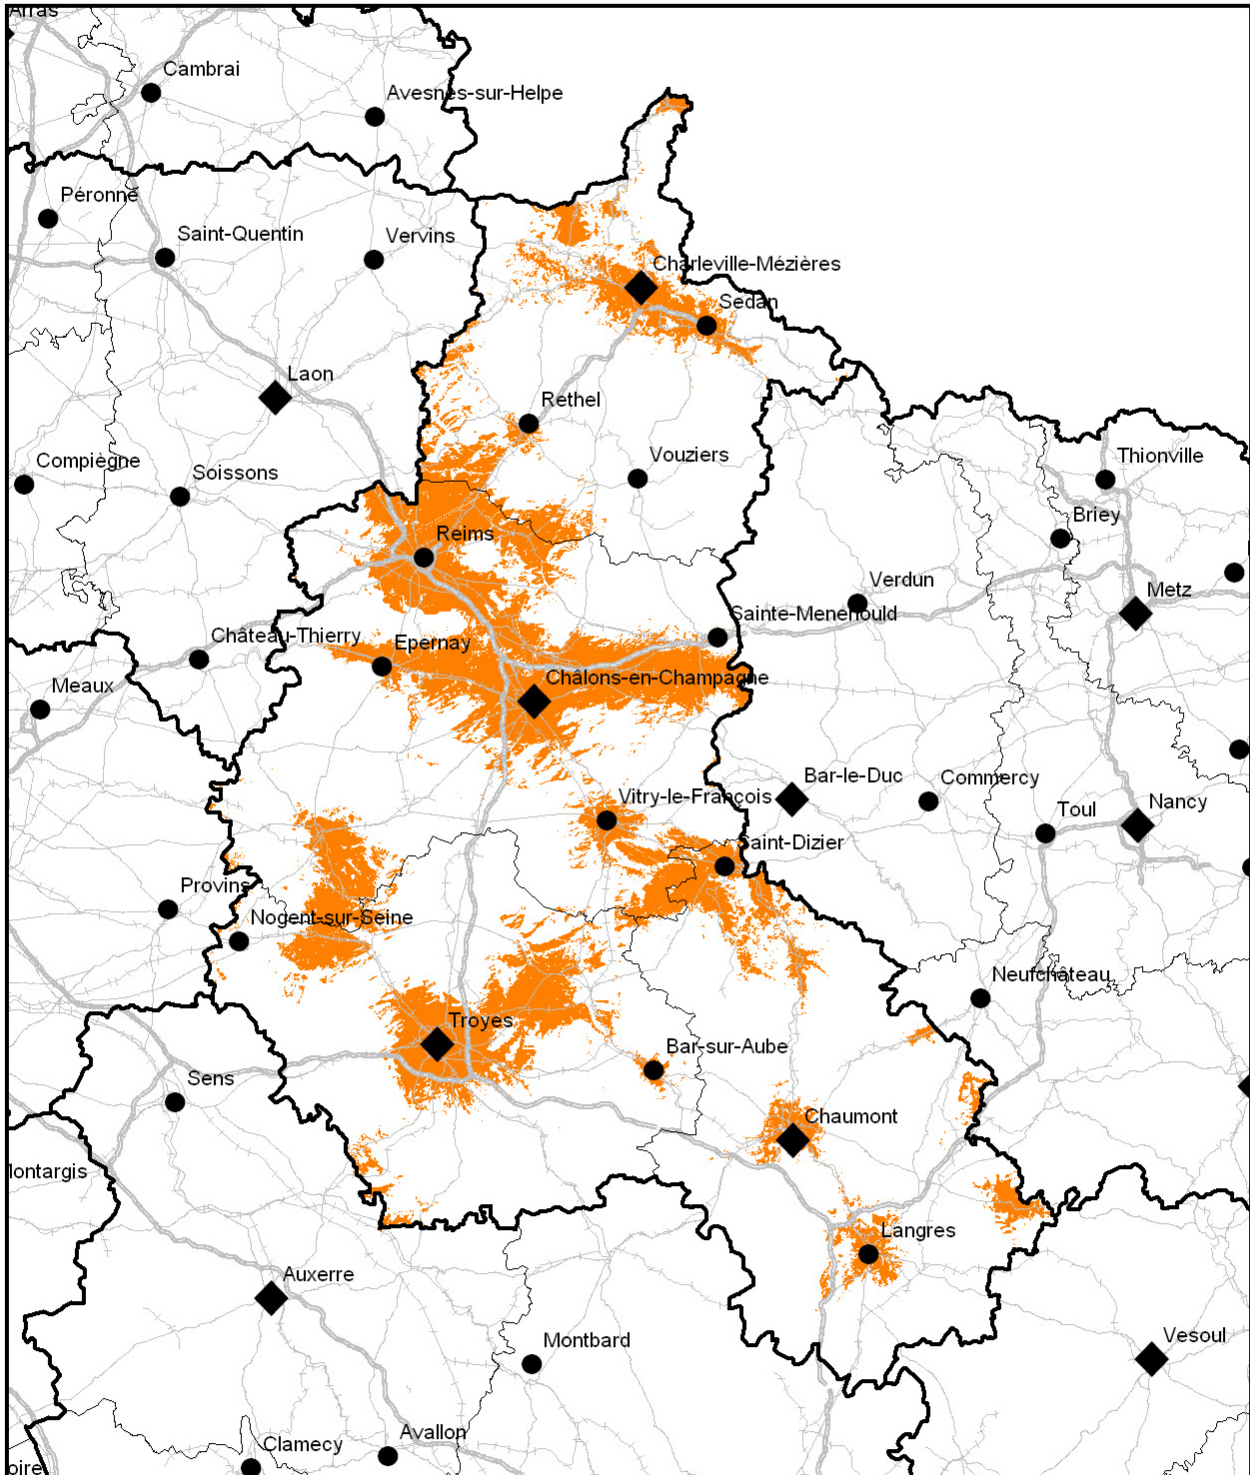 Arras
Cambrai
Avesnes-sur-Helpe
Péronne
Saint-Quentin
Vervins
Charleville-Mézières
Sedan
Laon
Rethel
Compiègne
Soissons
Vouziers
Thionville
Briey
Reims
Verdun
Metz
Sainte-Menehould
Château-Thierry
Epernay
Châlons-en-Champagne
Meaux
Bar-le-Duc
Commercy
Vitry-le-François
Toul
Nancy
Saint-Dizier
Provins
Nogent-sur-Seine
Neufchâteau
Troyes
Bar-sur-Aube
Sens
Chaumont
Montargis
Langres
Auxerre
Montbard
Vesoul
Avallon
Clamecy
oire